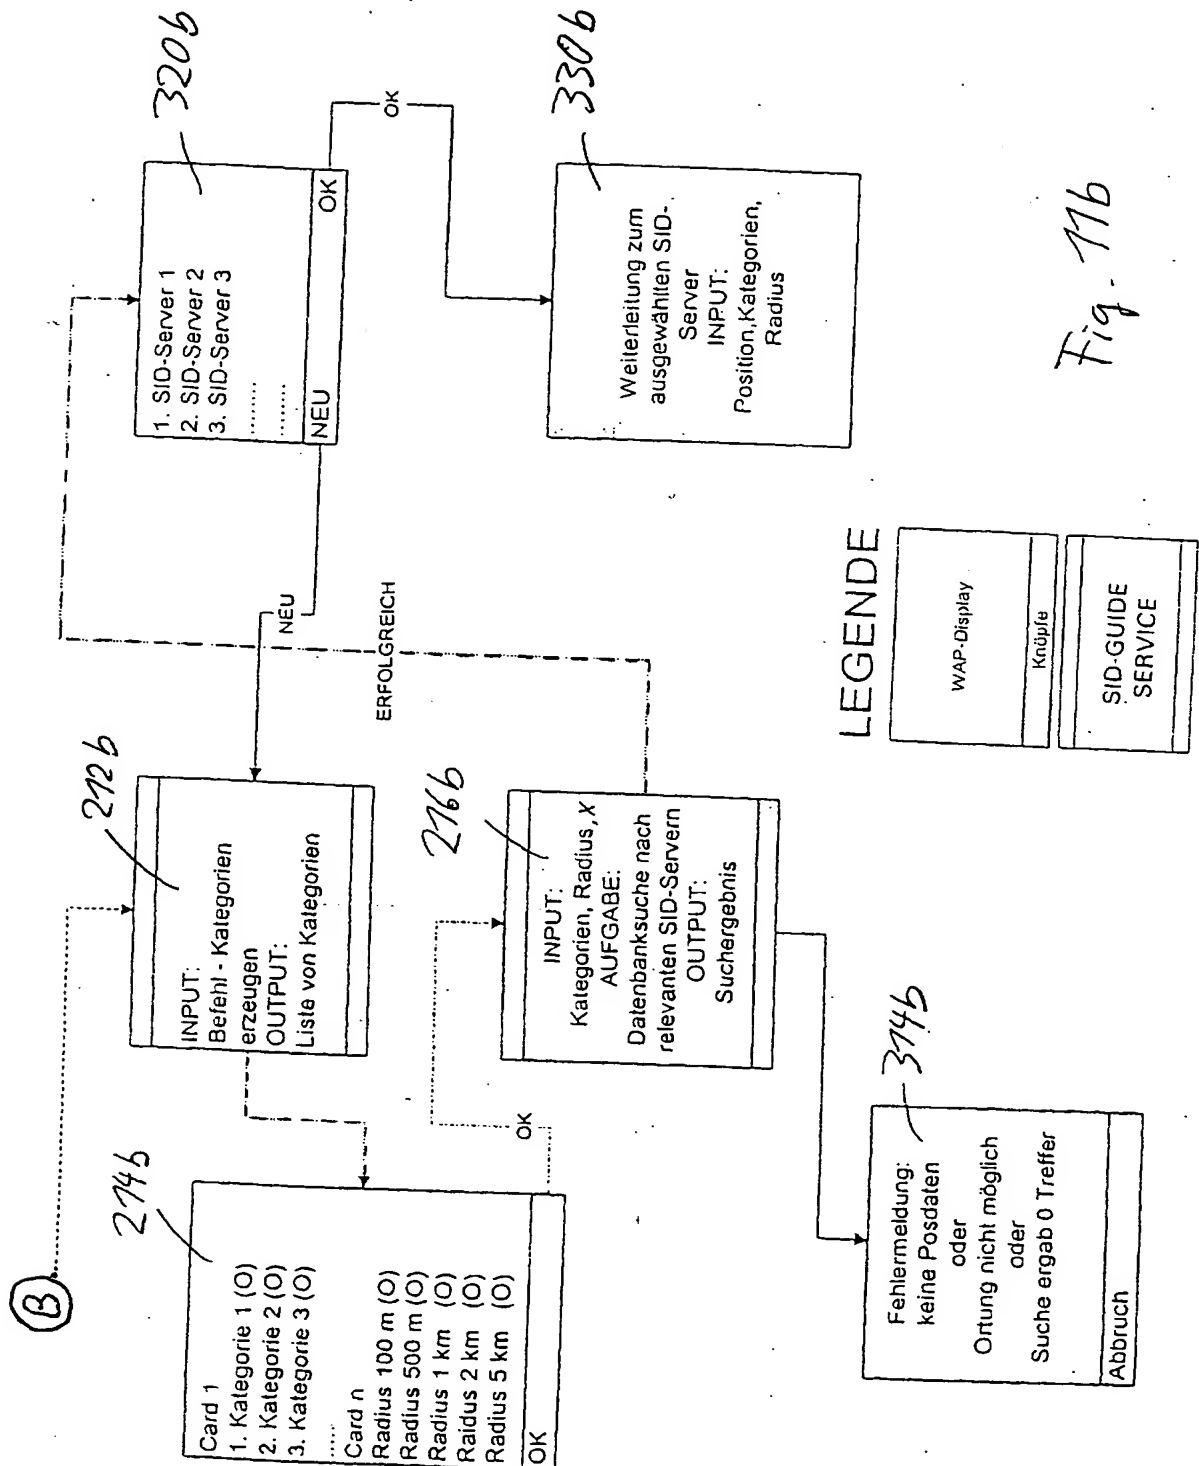 B
214b
Card 1
1. Kategorie 1 (O)
2. Kategorie 2 (O)
3. Kategorie 3 (O)
.....
Card n
Radius 100 m (O)
Radius 500 m (O)
Radius 1 km (O)
Raidus 2 km (O)
Radius 5 km (O)
OK
OK
212b
INPUT:
Befehl - Kategorien
erzeugen
OUTPUT:
Liste von Kategorien
216b
INPUT:
Kategorien, Radius, X
AUFGABE:
Datenbanksuche nach
relevanten SID-Servern
OUTPUT:
Suchergebnis
314b
Fehlermeldung:
keine Posdaten
oder
Ortung nicht möglich
oder
Suche ergab 0 Treffer
Abbruch
NEU
ERFOLGREICH
320b
1. SID-Server 1
2. SID-Server 2
3. SID-Server 3
........
........
NEU OK
OK
330b
Weiterleitung zum
ausgewählten SID-
Server
INPUT:
Position,Kategorien,
Radius
LEGENDE
WAP-Display
Knöpfe
SID-GUIDE
SERVICE
Fig. 11b